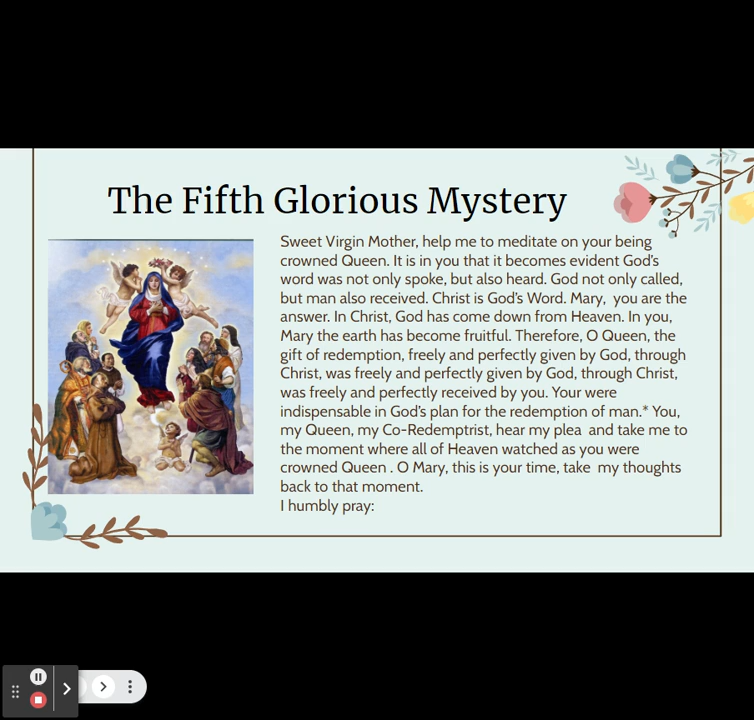 The Fifth Glorious Mystery
Sweet Virgin Mother, help me to meditate on your being
crowned Queen. It is in you that it becomes evident God's
word was not only spoke, but also heard. God not only called,
but man also received. Christ is God's Word. Mary,  you are the
answer. In Christ, God has come down from Heaven. In you,
Mary the earth has become fruitful. Therefore, O Queen, the
gift of redemption, freely and perfectly given by God, through
Christ, was freely and perfectly given by God, through Christ,
was freely and perfectly received by you. Your were
indispensable in God's plan for the redemption of man.* You,
my Queen, my Co-Redemptrist, hear my plea  and take me to
the moment where all of Heaven watched as you were
crowned Queen . O Mary, this is your time, take  my thoughts
back to that moment.
I humbly pray: